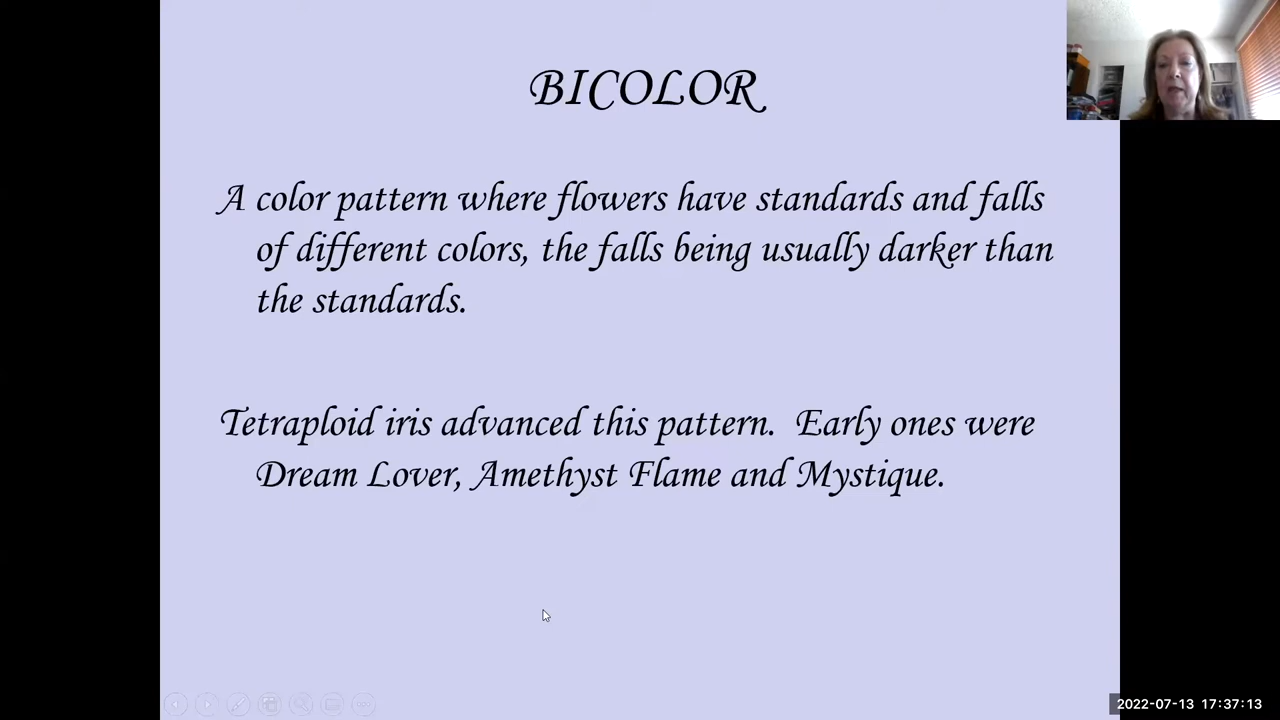 BICOLOR
A color pattern where flowers have standards and falls
of different colors, the falls being usually darker than
the standards.
Tetraploid iris advanced this pattern.  Early ones were
Dream Lover, Amethyst Flame and Mystique.
2022-07-13 17:37:13